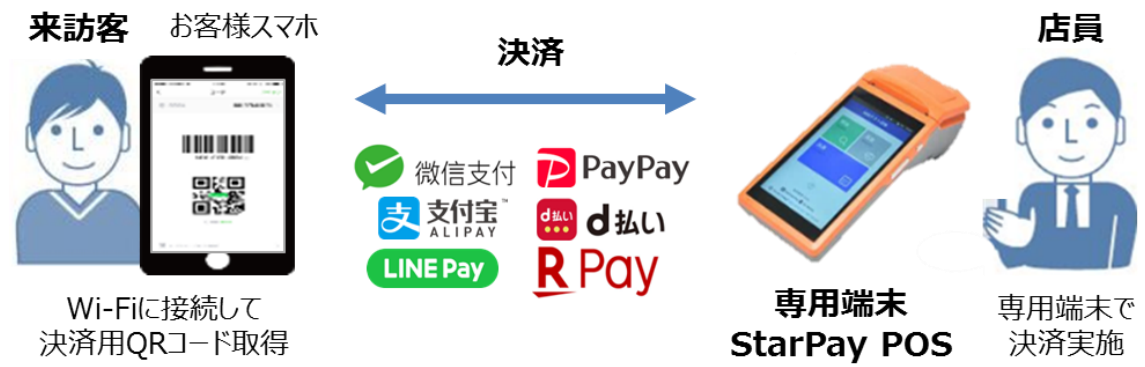 来訪客
お客様スマホ
Wi-Fiに接続して
決済用QRコード取得
決済
微信支付
PayPay
支付宝™
ALIPAY
d払い
d払い
LINE Pay
R Pay
専用端末
StarPay POS
店員
専用端末で
決済実施